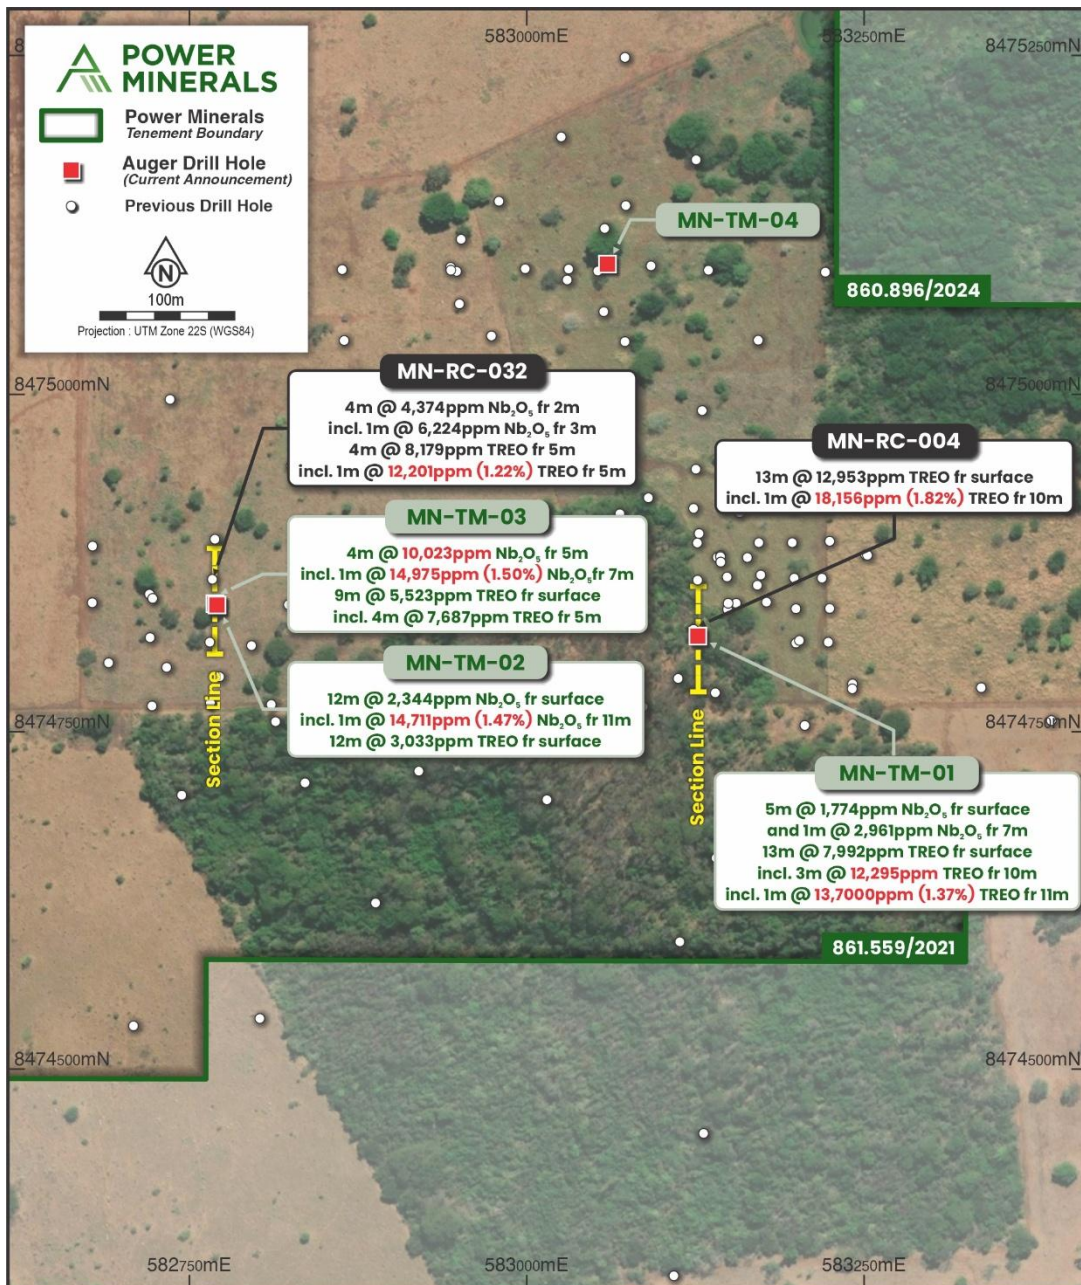 583000mE
583250mE
8475250mN
POWER
MINERALS
Power Minerals
Tenement Boundary
Auger Drill Hole
(Current Announcement)
Previous Drill Hole
N
100m
Projection : UTM Zone 22S (WGS84)
MN-TM-04
860.896/2024
8475000mN
8475000mN
MN-RC-032
4m @ 4,374ppm Nb₂O₅ fr 2m
incl. 1m @ 6,224ppm Nb₂O₅ fr 3m
4m @ 8,179ppm TREO fr 5m
incl. 1m @ 12,201ppm (1.22%) TREO fr 5m
MN-RC-004
13m @ 12,953ppm TREO fr surface
incl. 1m @ 18,156ppm (1.82%) TREO fr 10m
MN-TM-03
4m @ 10,023ppm Nb₂O₅ fr 5m
incl. 1m @ 14,975ppm (1.50%) Nb₂O₅fr 7m
9m @ 5,523ppm TREO fr surface
incl. 4m @ 7,687ppm TREO fr 5m
MN-TM-02
12m @ 2,344ppm Nb₂O₅ fr surface
incl. 1m @ 14,711ppm (1.47%) Nb₂O₅ fr 11m
12m @ 3,033ppm TREO fr surface
Section Line
Section Line
8474750mN
8474750mN
MN-TM-01
5m @ 1,774ppm Nb₂O₅ fr surface
and 1m @ 2,961ppm Nb₂O₅ fr 7m
13m @ 7,992ppm TREO fr surface
incl. 3m @ 12,295ppm TREO fr 10m
incl. 1m @ 13,7000ppm (1.37%) TREO fr 11m
861.559/2021
8474500mN
8474500mN
582750mE
583000mE
583250mE